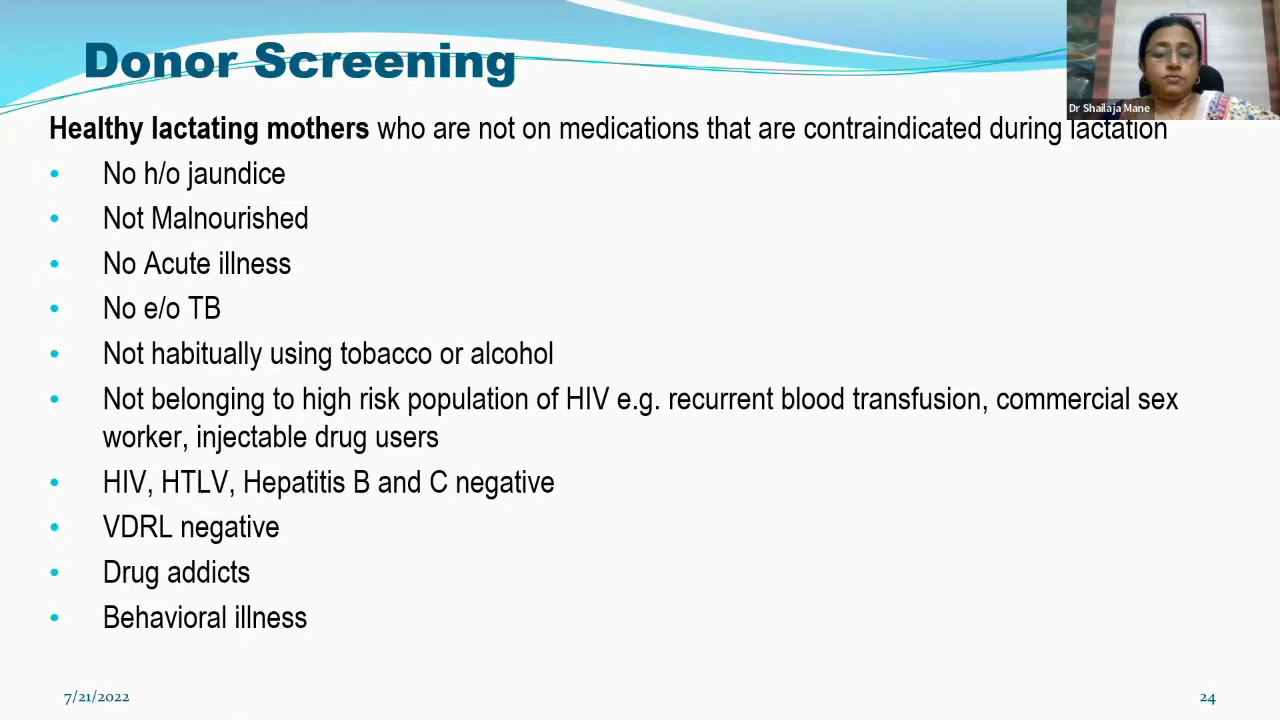 Donor Screening
Dr Shailaja Mane
Healthy lactating mothers who are not on medications that are contraindicated during lactation
• No h/o jaundice
• Not Malnourished
• No Acute illness
• No e/o TB
• Not habitually using tobacco or alcohol
• Not belonging to high risk population of HIV e.g. recurrent blood transfusion, commercial sex
worker, injectable drug users
• HIV, HTLV, Hepatitis B and C negative
• VDRL negative
• Drug addicts
• Behavioral illness
7/21/2022
24